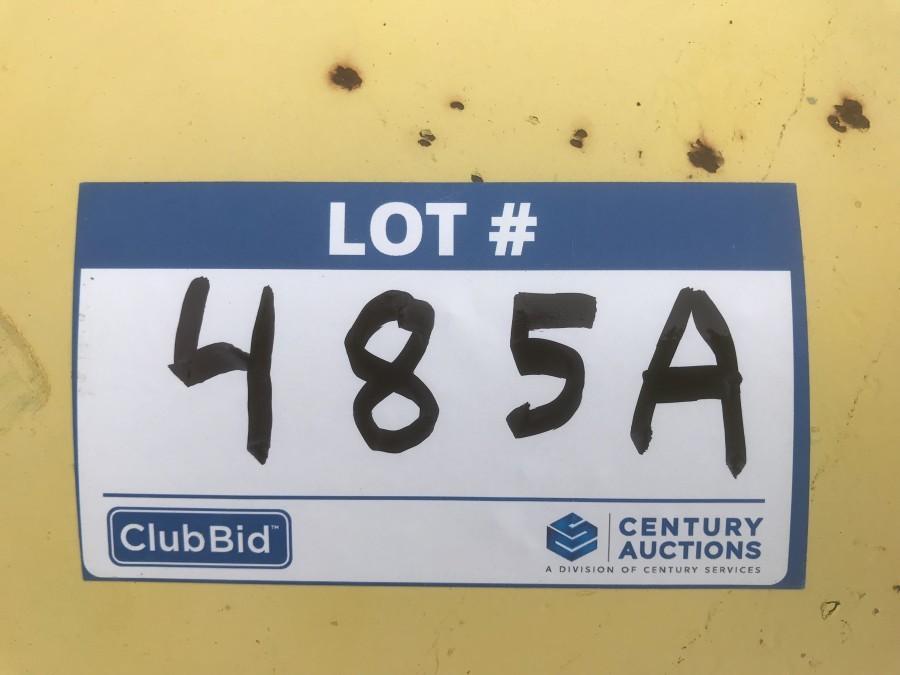 LOT #
485A
ClubBid™
CENTURY
AUCTIONS
A DIVISION OF CENTURY SERVICES